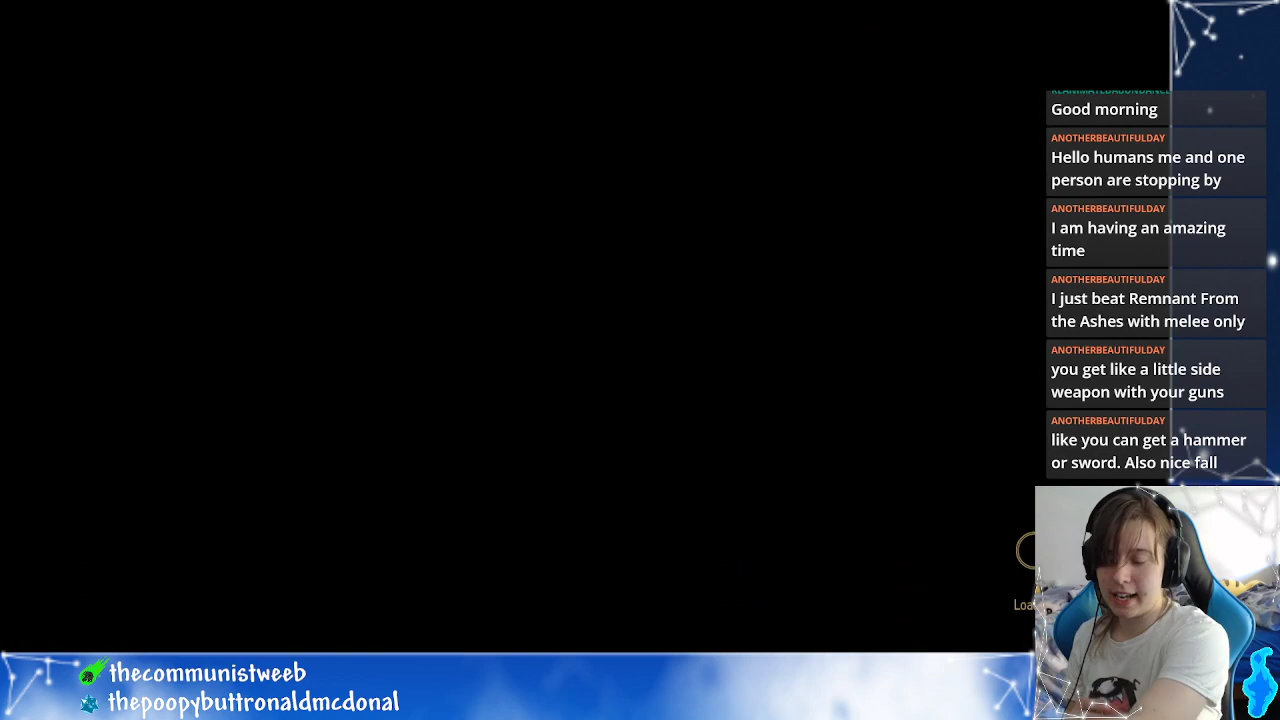 Good morning
ANOTHERBEAUTIFULDAY
Hello humans me and one
person are stopping by
ANOTHERBEAUTIFULDAY
I am having an amazing
time
ANOTHERBEAUTIFULDAY
I just beat Remnant From
the Ashes with melee only
ANOTHERBEAUTIFULDAY
you get like a little side
weapon with your guns
ANOTHERBEAUTIFULDAY
like you can get a hammer
or sword. Also nice fall
thecommunistweeb
thepoopybuttronaldmcdonal